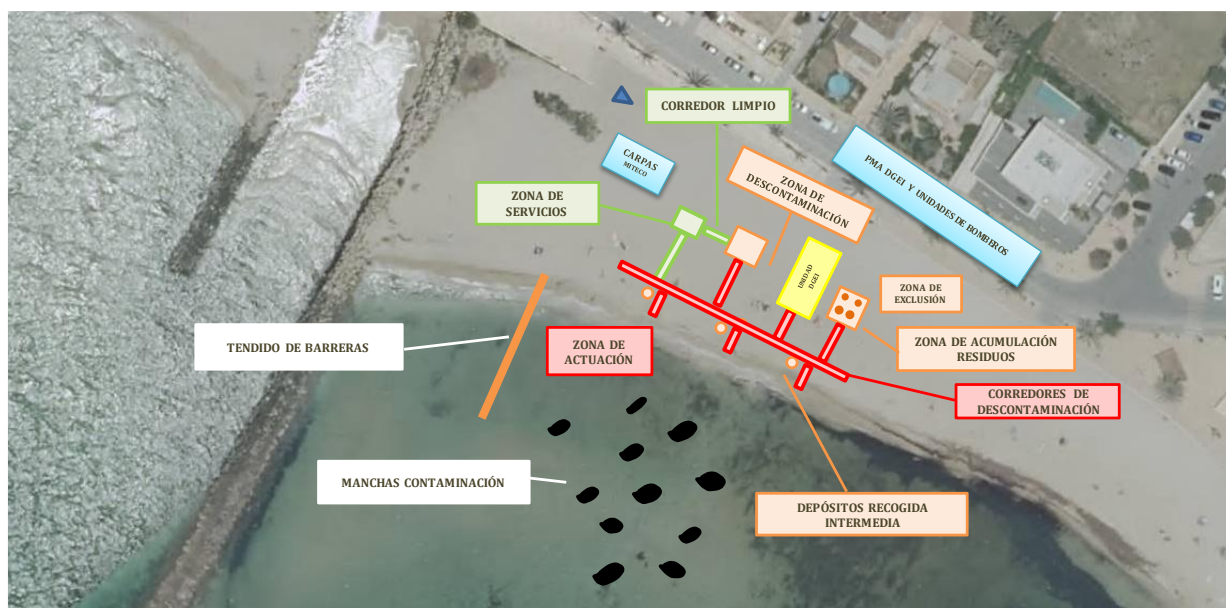 CORREDOR LIMPIO
CARPAS
MITECO
ZONA DE
DESCONTAMINACIÓN
PMA DGEI Y UNIDADES DE BOMBEROS
ZONA DE
SERVICIOS
UNIDAD
DGEI
ZONA DE
EXCLUSIÓN
TENDIDO DE BARRERAS
ZONA DE
ACTUACIÓN
ZONA DE ACUMULACIÓN
RESIDUOS
CORREDORES DE
DESCONTAMINACIÓN
MANCHAS CONTAMINACIÓN
DEPÓSITOS RECOGIDA
INTERMEDIA